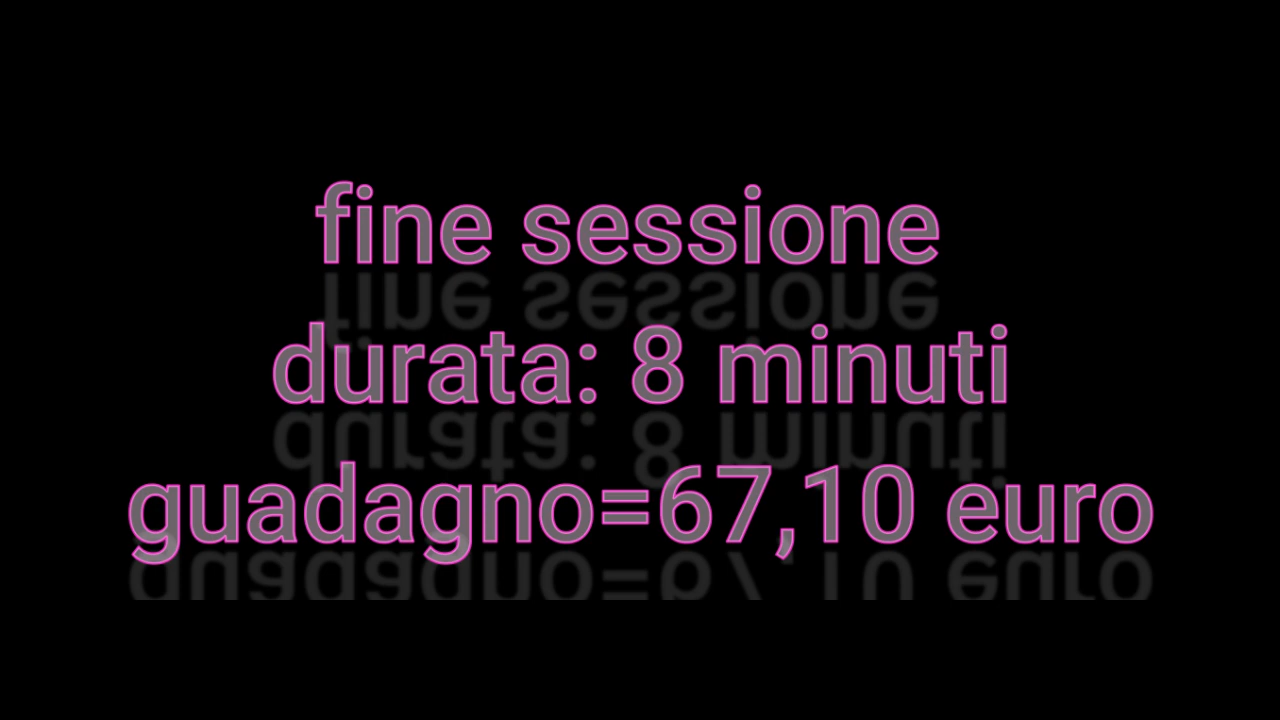 fine sessione
durata: 8 minuti
guadagno=67,10 euro